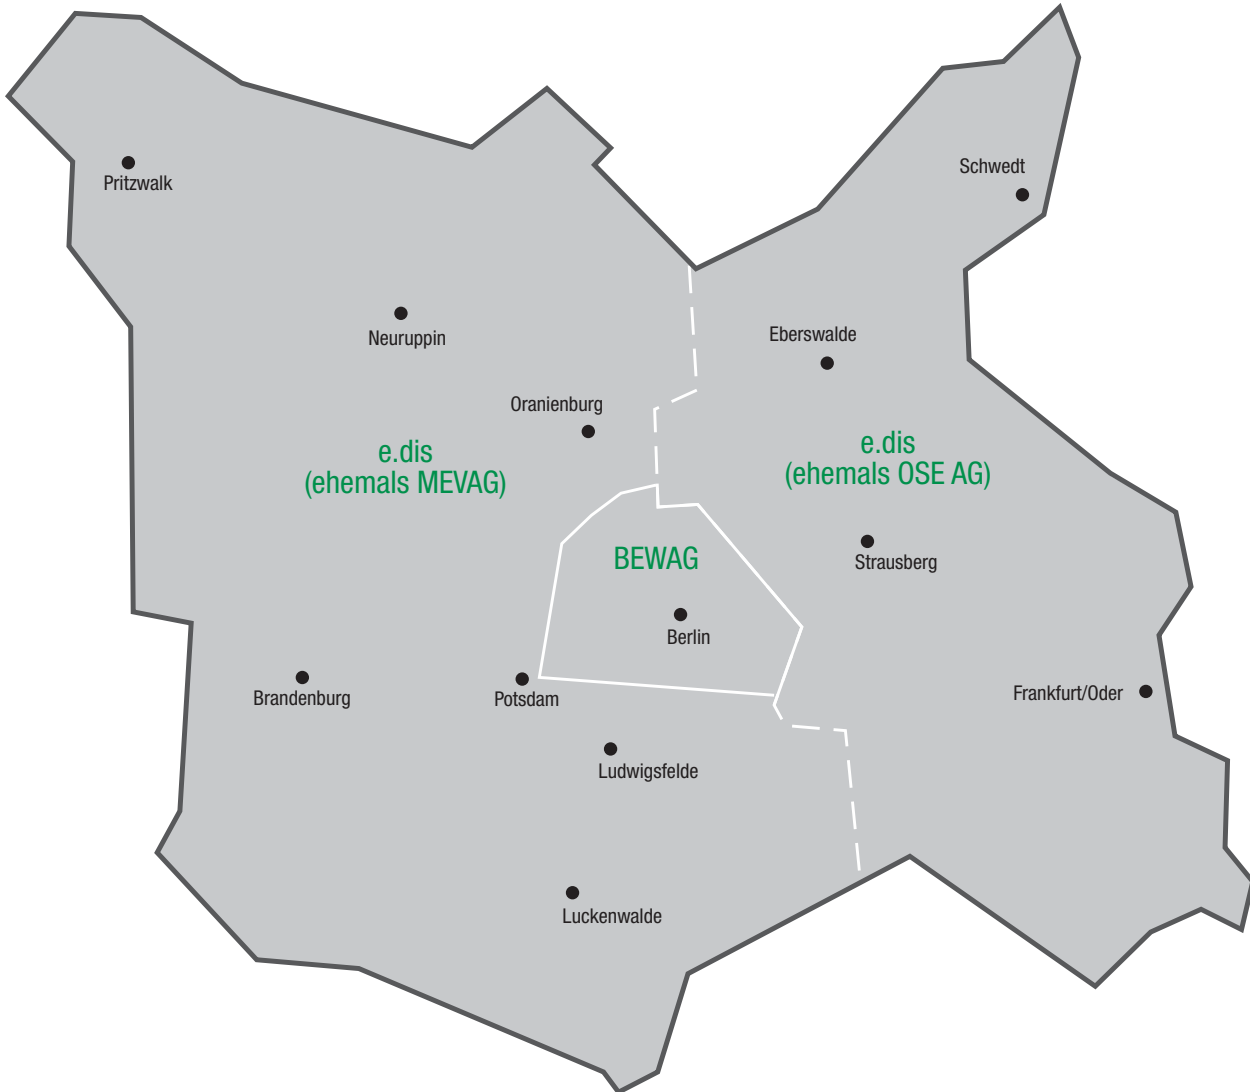 Schwedt
Pritzwalk
Neuruppin
Eberswalde
Oranienburg
e.dis
(ehemals MEVAG)
e.dis
(ehemals OSE AG)
BEWAG
Strausberg
Berlin
Brandenburg
Potsdam
Frankfurt/Oder
Ludwigsfelde
Luckenwalde